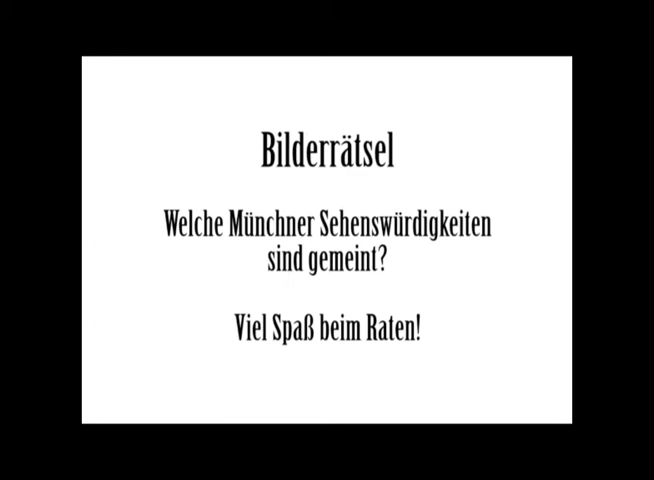 Bilderrätsel
Welche Münchner Sehenswürdigkeiten
sind gemeint?
Viel Spaß beim Raten!